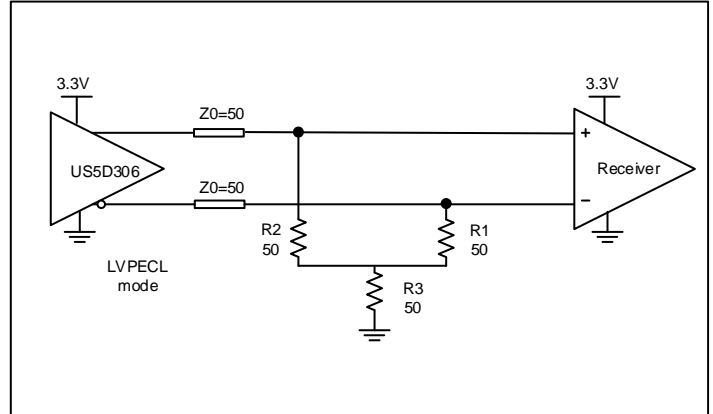 3.3V
3.3V
Z0=50
+
US5D306
Receiver
Z0=50
−
R2
50
R1
50
LVPECL
mode
R3
50